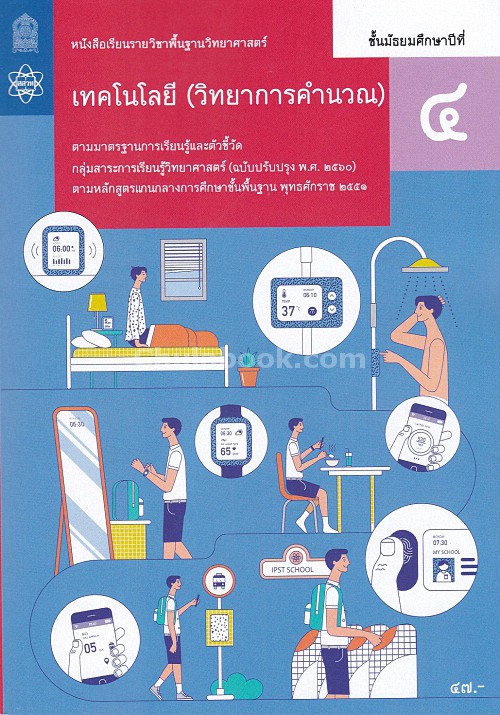 หนังสือเรียนรายวิชาพื้นฐานวิทยาศาสตร์
ชั้นมัธยมศึกษาปีที่
สสวท
เทคโนโลยี (วิทยาการคำนวณ)
๔
ตามมาตรฐานการเรียนรู้และตัวชี้วัด
กลุ่มสาระการเรียนรู้วิทยาศาสตร์ (ฉบับปรับปรุง พ.ศ. ๒๕๖๐)
ตามหลักสูตรแกนกลางการศึกษาขั้นพื้นฐาน พุทธศักราช ๒๕๕๑
06:00
06:10
37°C
book.com
06:30
06:30
65
07:30
MY SCHOOL
IPST SCHOOL
05
๔๗.-